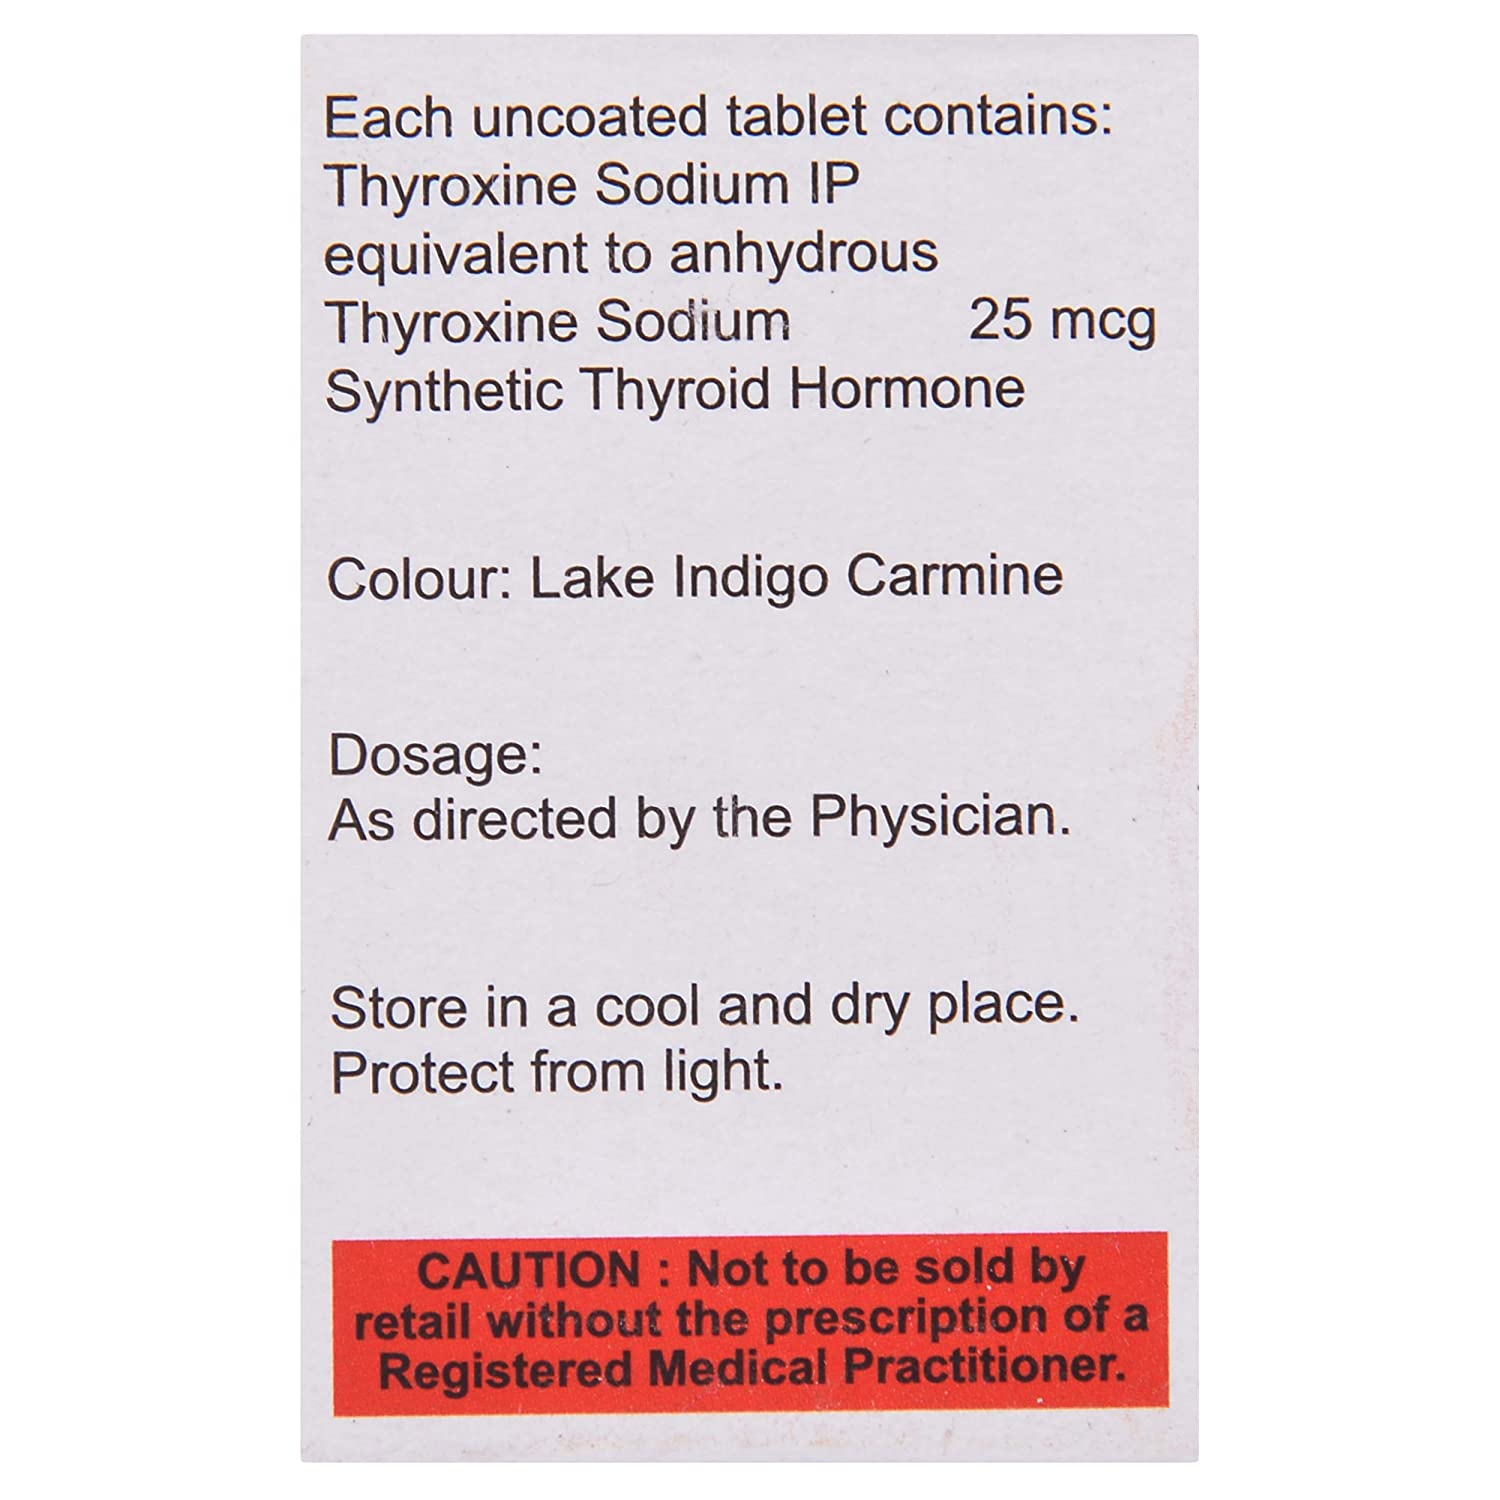 Each uncoated tablet contains:
Thyroxine Sodium IP
equivalent to anhydrous
Thyroxine Sodium 25 mcg
Synthetic Thyroid Hormone
Colour: Lake Indigo Carmine
Dosage:
As directed by the Physician.
Store in a cool and dry place.
Protect from light.
CAUTION : Not to be sold by
retail without the prescription of a
Registered Medical Practitioner.